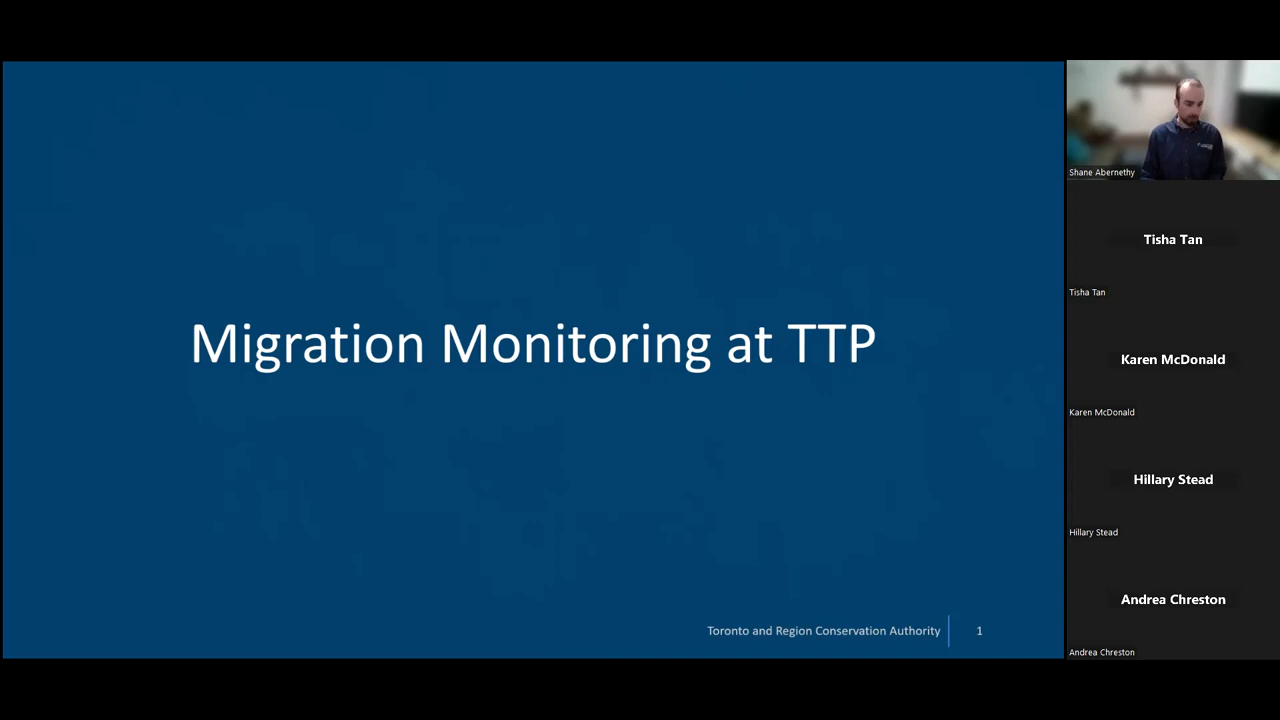 Migration Monitoring at TTP
Toronto and Region Conservation Authority
1
Shane Abernethy
Tisha Tan
Tisha Tan
Karen McDonald
Karen McDonald
Hillary Stead
Hillary Stead
Andrea Chreston
Andrea Chreston